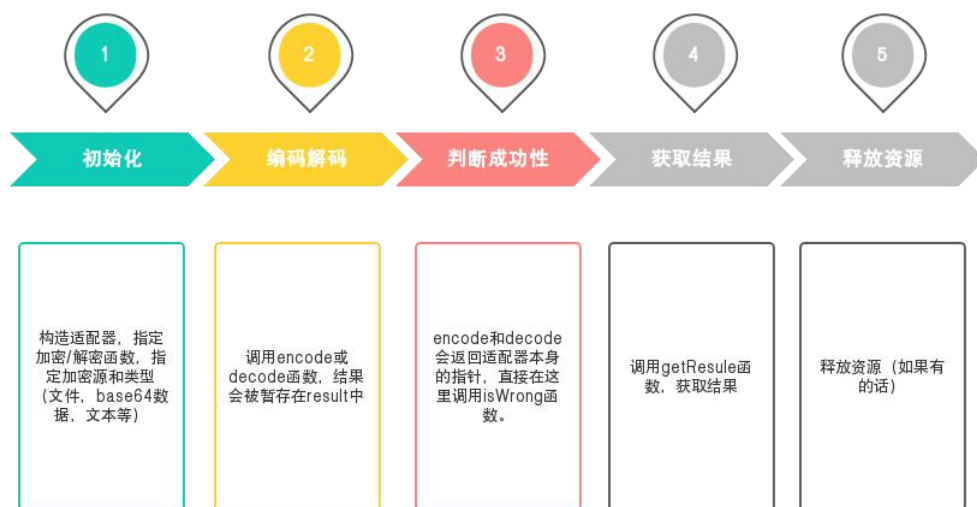 1
2
3
4
5
初始化
编码解码
判断成功性
获取结果
释放资源
构造适配器，指定
加密/解密函数，指
定加密源和类型
（文件，base64数
据，文本等）
调用encode或
decode函数，结果
会被暂存在result中
encode和decode
会返回适配器本身
的指针，直接在这
里调用isWrong函
数。
调用getResule函
数，获取结果
释放资源（如果有
的话）